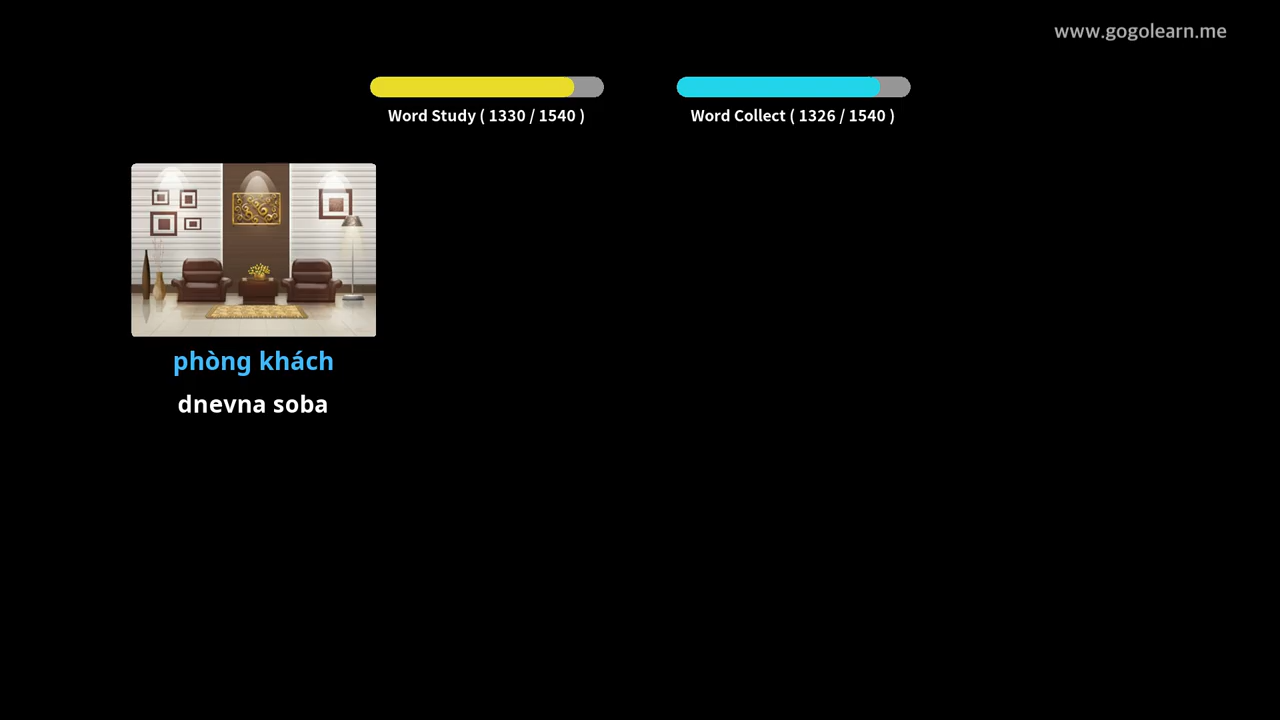 www.gogolearn.me
Word Study ( 1330 / 1540 )
Word Collect ( 1326 / 1540 )
phòng khách
dnevna soba